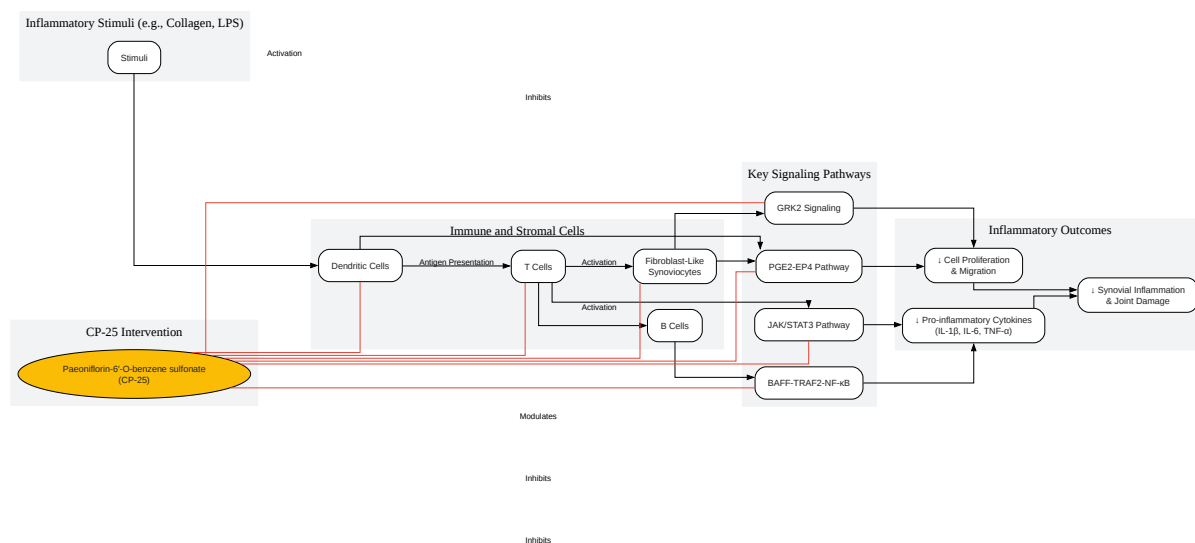 Inflammatory Stimuli (e.g., Collagen, LPS)
Stimuli
Activation
Inhibits
Key Signaling Pathways
GRK2 Signaling
Immune and Stromal Cells
Inflammatory Outcomes
Dendritic Cells
Antigen Presentation
T Cells
Activation
Fibroblast-Like
Synoviocytes
PGE2-EP4 Pathway
↓ Cell Proliferation
& Migration
↓ Synovial Inflammation
& Joint Damage
Activation
B Cells
JAK/STAT3 Pathway
↓ Pro-inflammatory Cytokines
(IL-1β, IL-6, TNF-α)
CP-25 Intervention
Paeoniflorin-6'-O-benzene sulfonate
(CP-25)
BAFF-TRAF2-NF-κB
Modulates
Inhibits
Inhibits